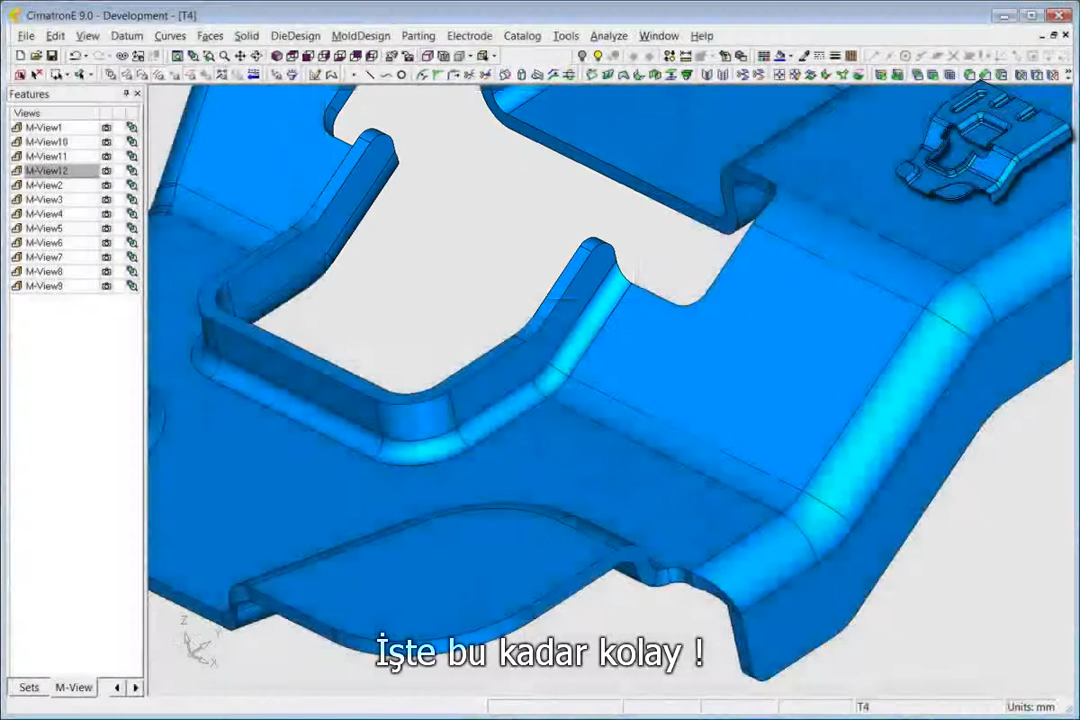 CimatronE 9.0 - Development - [T4]
File Edit View Datum Curves Faces Solid DieDesign MoldDesign Parting Electrode Catalog Tools Analyze Window Help
Features
Views
M-View1
M-View10
M-View11
M-View12
M-View2
M-View3
M-View4
M-View5
M-View6
M-View7
M-View8
M-View9
Z
Y
X
İşte bu kadar kolay !
Sets M-View
T4 Units: mm